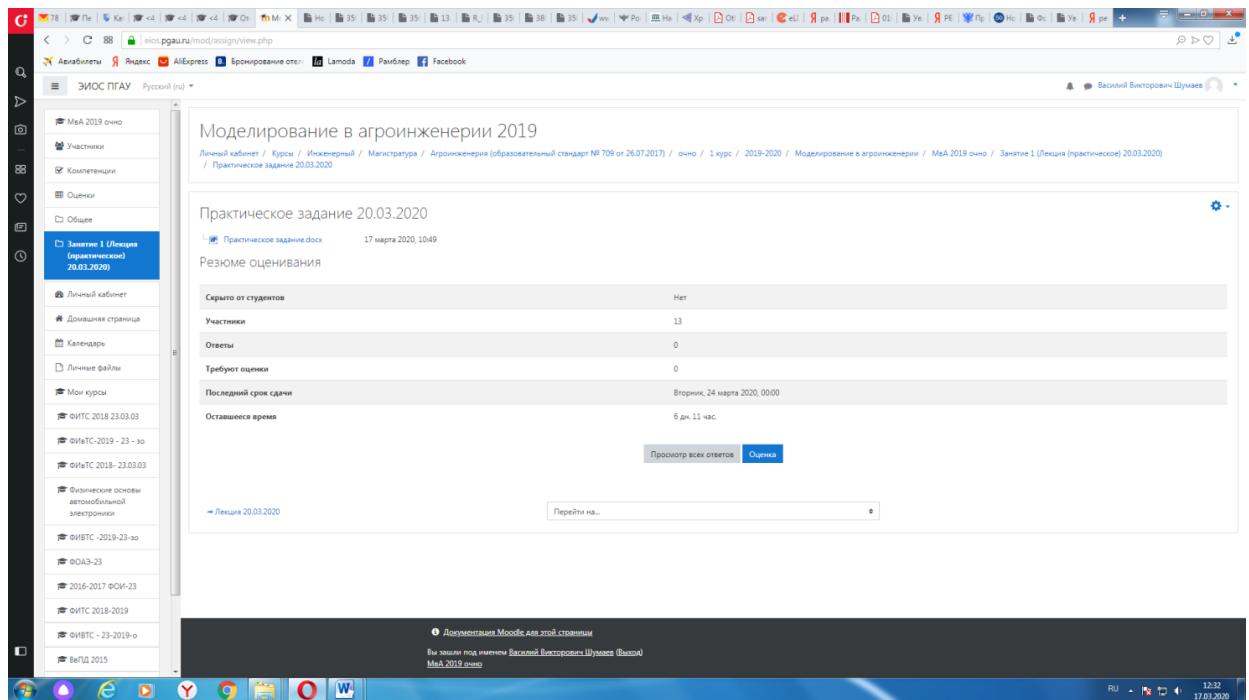 eios.pgau.ru/mod/assign/view.php
Авиабилеты Яндекс AliExpress Бронирование отел Lamoda Рамблер Facebook
ЭИОС ПГАУ Русский (ru)
Василий Викторович Шумаев
МвА 2019 очно
Участники
Компетенции
Оценки
Общее
Занятие 1 (Лекция
(практическое)
20.03.2020)
Личный кабинет
Домашняя страница
Календарь
Личные файлы
Мои курсы
ФИТС 2018 23.03.03
ФИвТС-2019 - 23 - зо
ФИвТС 2018- 23.03.03
Физические основы
автомобильной
электроники
ФИВТС -2019-23-зо
ФОАЭ-23
2016-2017 ФОИ-23
ФИТС 2018-2019
ФИВТС - 23-2019-о
ВвПД 2015
Моделирование в агроинженерии 2019
Личный кабинет / Курсы / Инженерный / Магистратура / Агроинженерия (образовательный стандарт № 709 от 26.07.2017) / очно / 1 курс / 2019-2020 / Моделирование в агроинженерии / МвА 2019 очно / Занятие 1 (Лекция (практическое) 20.03.2020)
/ Практическое задание 20.03.2020
Практическое задание 20.03.2020
Практическое задание.docx 17 марта 2020, 10:49
Резюме оценивания
Скрыто от студентов Нет
Участники 13
Ответы 0
Требуют оценки 0
Последний срок сдачи Вторник, 24 марта 2020, 00:00
Оставшееся время 6 дн. 11 час.
Просмотр всех ответов Оценка
→ Лекция 20.03.2020 Перейти на...
Документация Moodle для этой страницы
Вы зашли под именем Василий Викторович Шумаев (Выход)
МвА 2019 очно
RU 12:32
17.03.2020